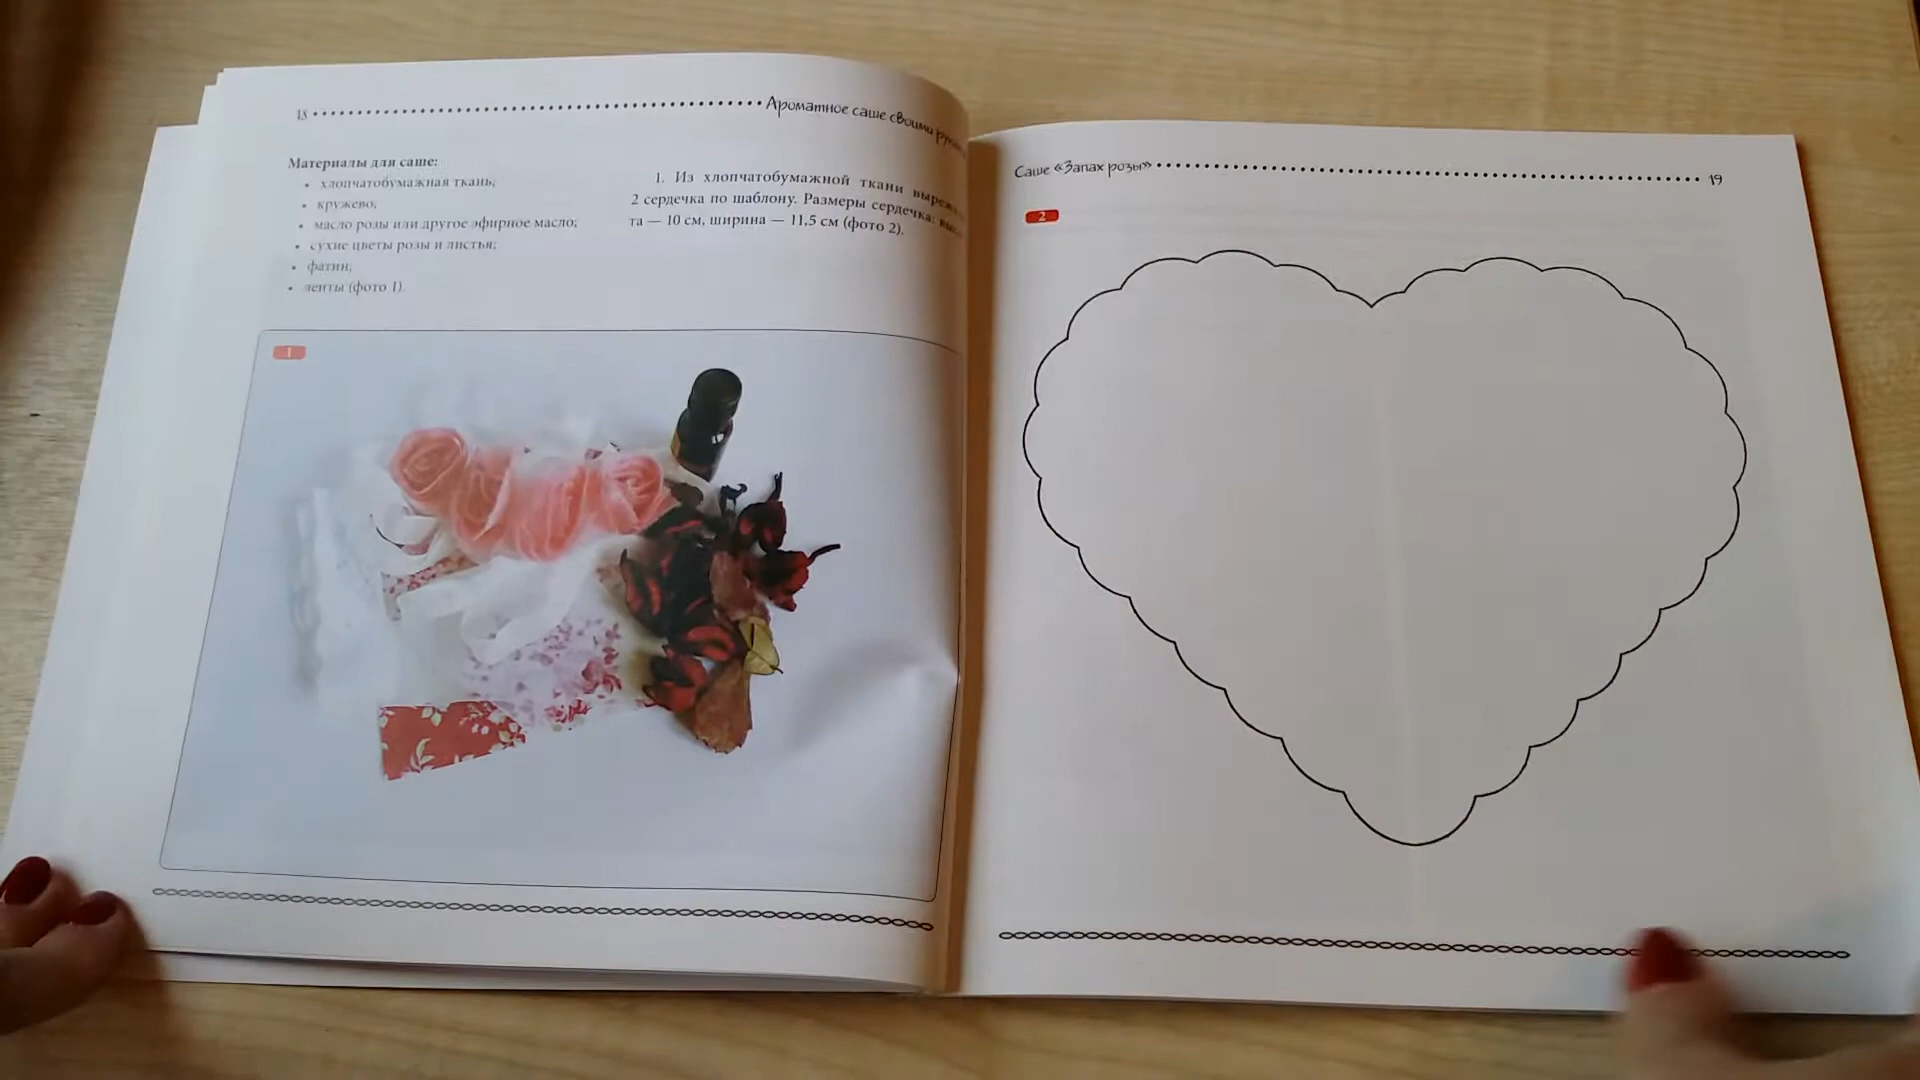 18
Ароматное саше своими
Материалы для саше:
• хлопчатобумажная ткань;
• кружево;
• масло розы или другое эфирное масло;
• сухие цветы розы и листья;
• фатин;
• ленты (фото 1).
1. Из хлопчатобумажной ткани
2 сердечка по шаблону. Размеры сердечка:
та — 10 см, ширина — 11,5 см (фото 2).
1
Саше «Запах розы»
19
2